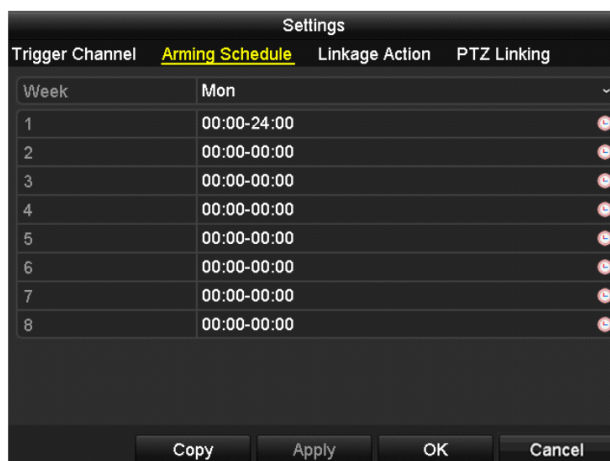 Settings
Trigger Channel Arming Schedule Linkage Action PTZ Linking
Week Mon
1 00:00-24:00
2 00:00-00:00
3 00:00-00:00
4 00:00-00:00
5 00:00-00:00
6 00:00-00:00
7 00:00-00:00
8 00:00-00:00
Copy Apply OK Cancel